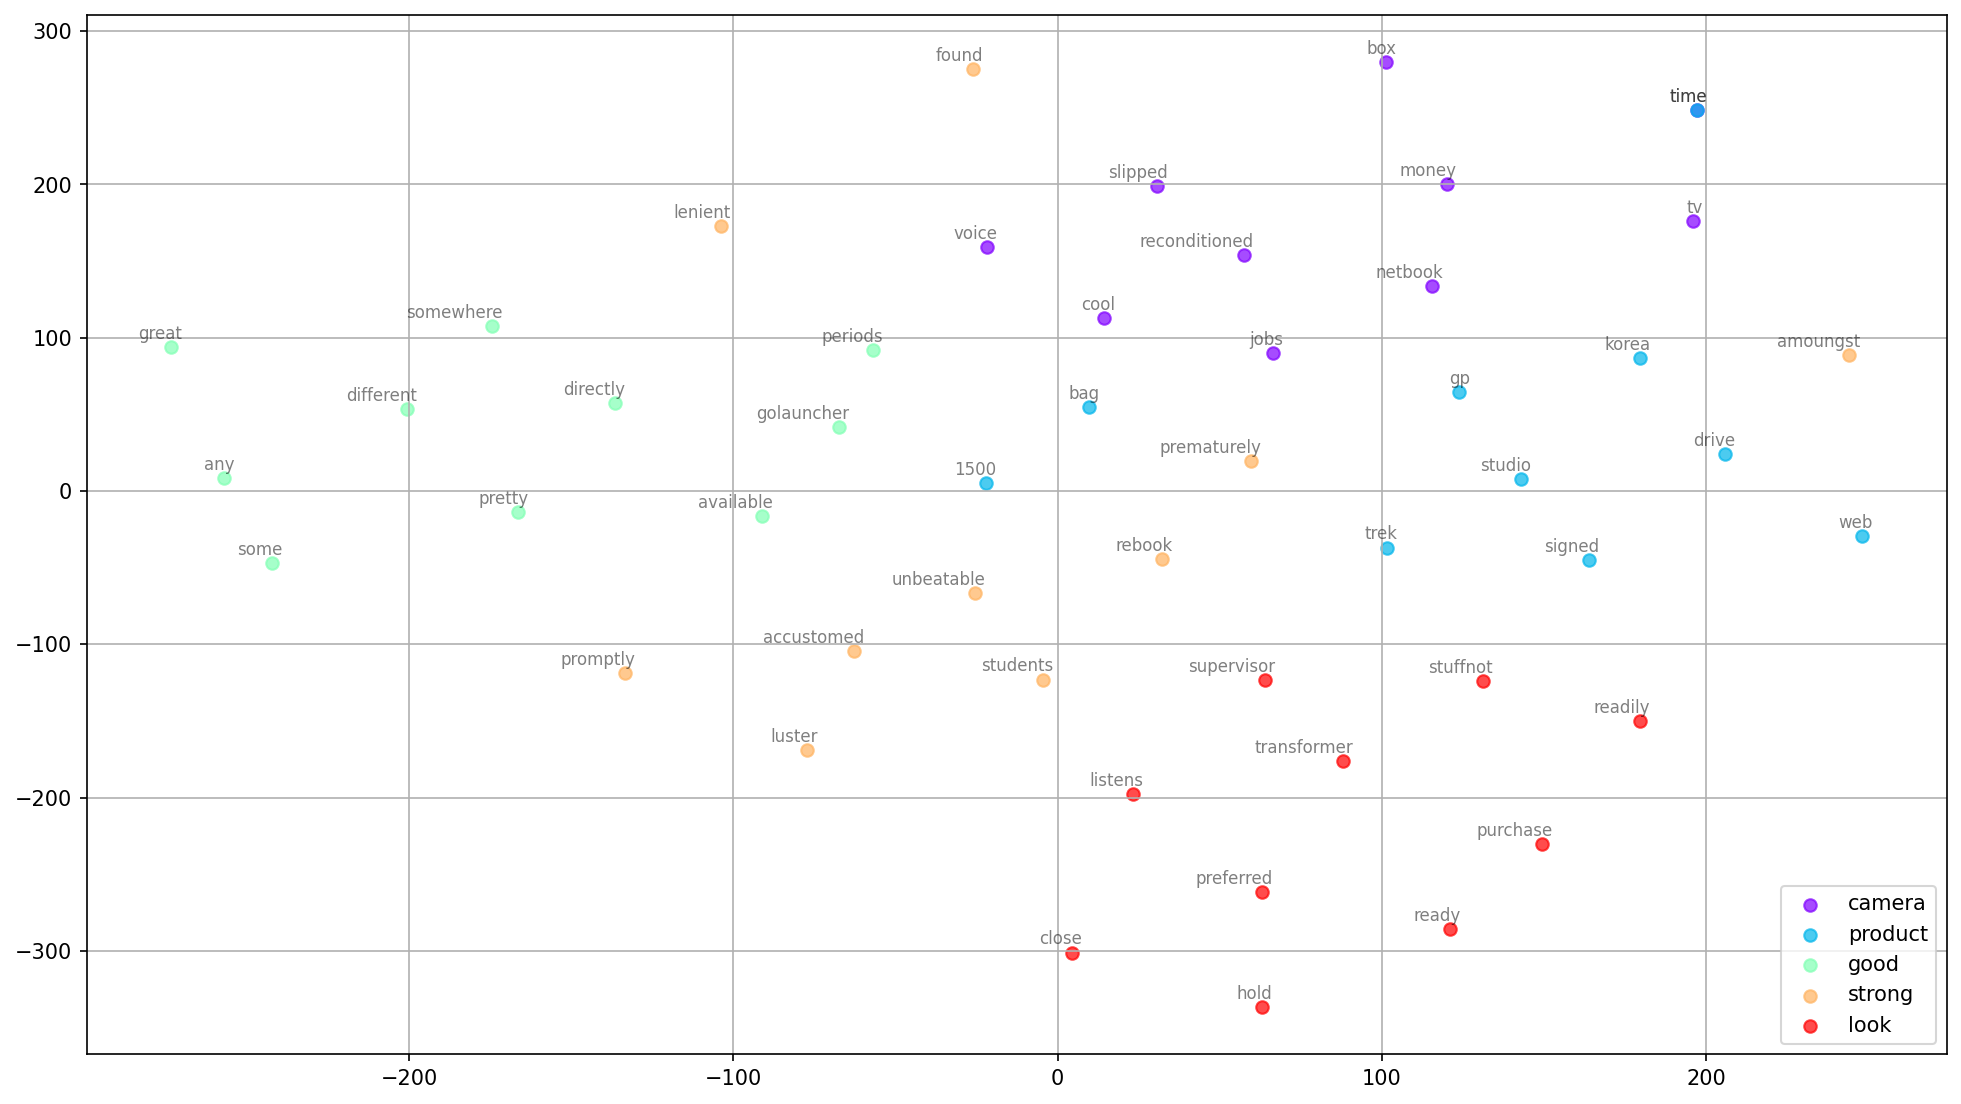 300
found
box
time
200
slipped
money
lenient
tv
voice
reconditioned
netbook
cool
somewhere
100
great
periods
jobs
korea
amoungst
different
directly
gp
bag
golauncher
drive
prematurely
any
1500
studio
0
pretty
available
web
some
rebook
trek
signed
unbeatable
−100
accustomed
promptly
students
supervisor
stuffnot
readily
luster
transformer
−200
listens
purchase
preferred
ready
−300
close
hold
camera
product
good
strong
look
−200
−100
0
100
200